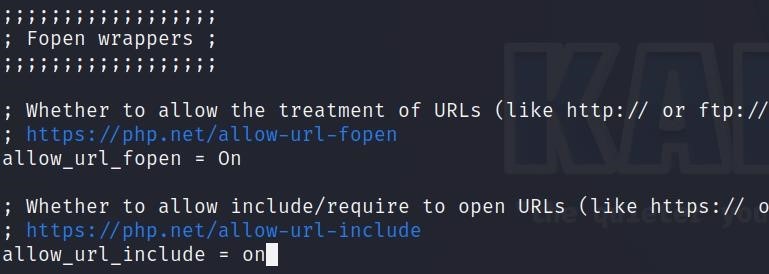 ;;;;;;;;;;;;;;;;;;
; Fopen wrappers ;
;;;;;;;;;;;;;;;;;;
; Whether to allow the treatment of URLs (like http:// or ftp://
; https://php.net/allow-url-fopen
allow_url_fopen = On
; Whether to allow include/require to open URLs (like https:// o
; https://php.net/allow-url-include
allow_url_include = on
KA